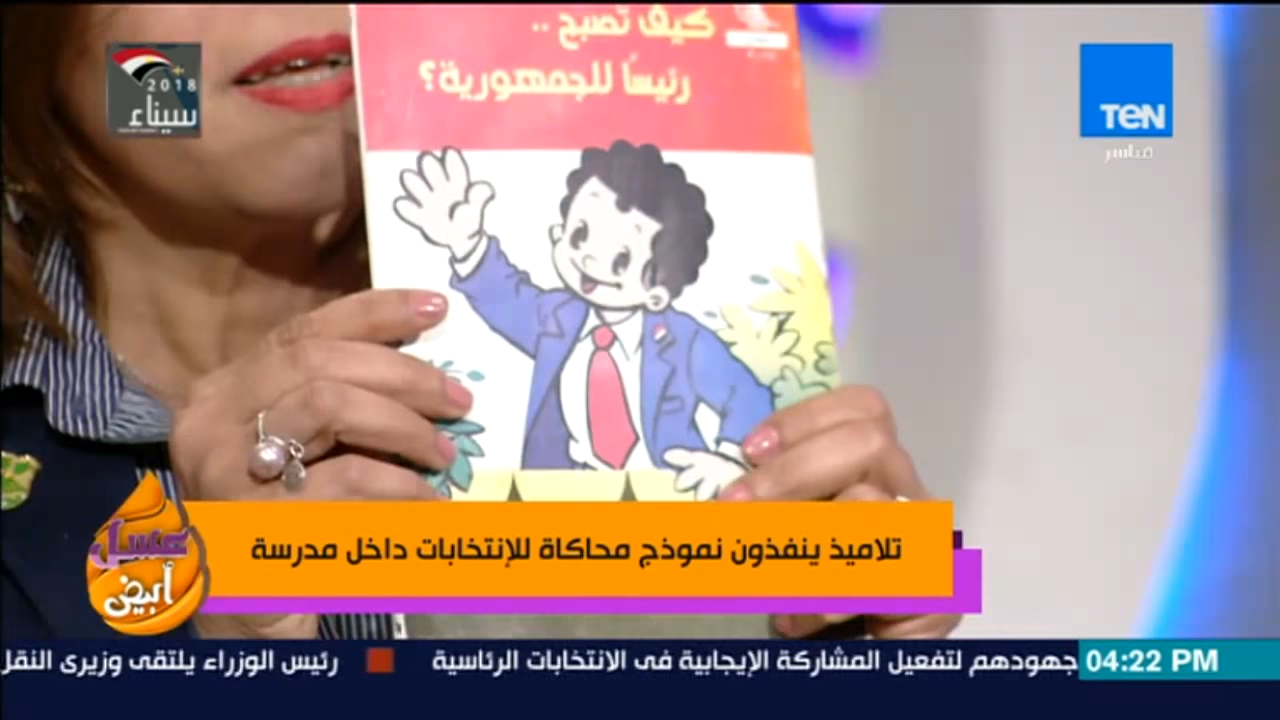 كيف تصبح ..
رئيسًا للجمهورية؟
2018
سيناء
TEN
مباشر
تلاميذ ينفذون نموذج محاكاة للإنتخابات داخل مدرسة
عسل
أبيض
جهودهم لتفعيل المشاركة الإيجابية فى الانتخابات الرئاسية
رئيس الوزراء يلتقى وزيرى النقل
04:22 PM